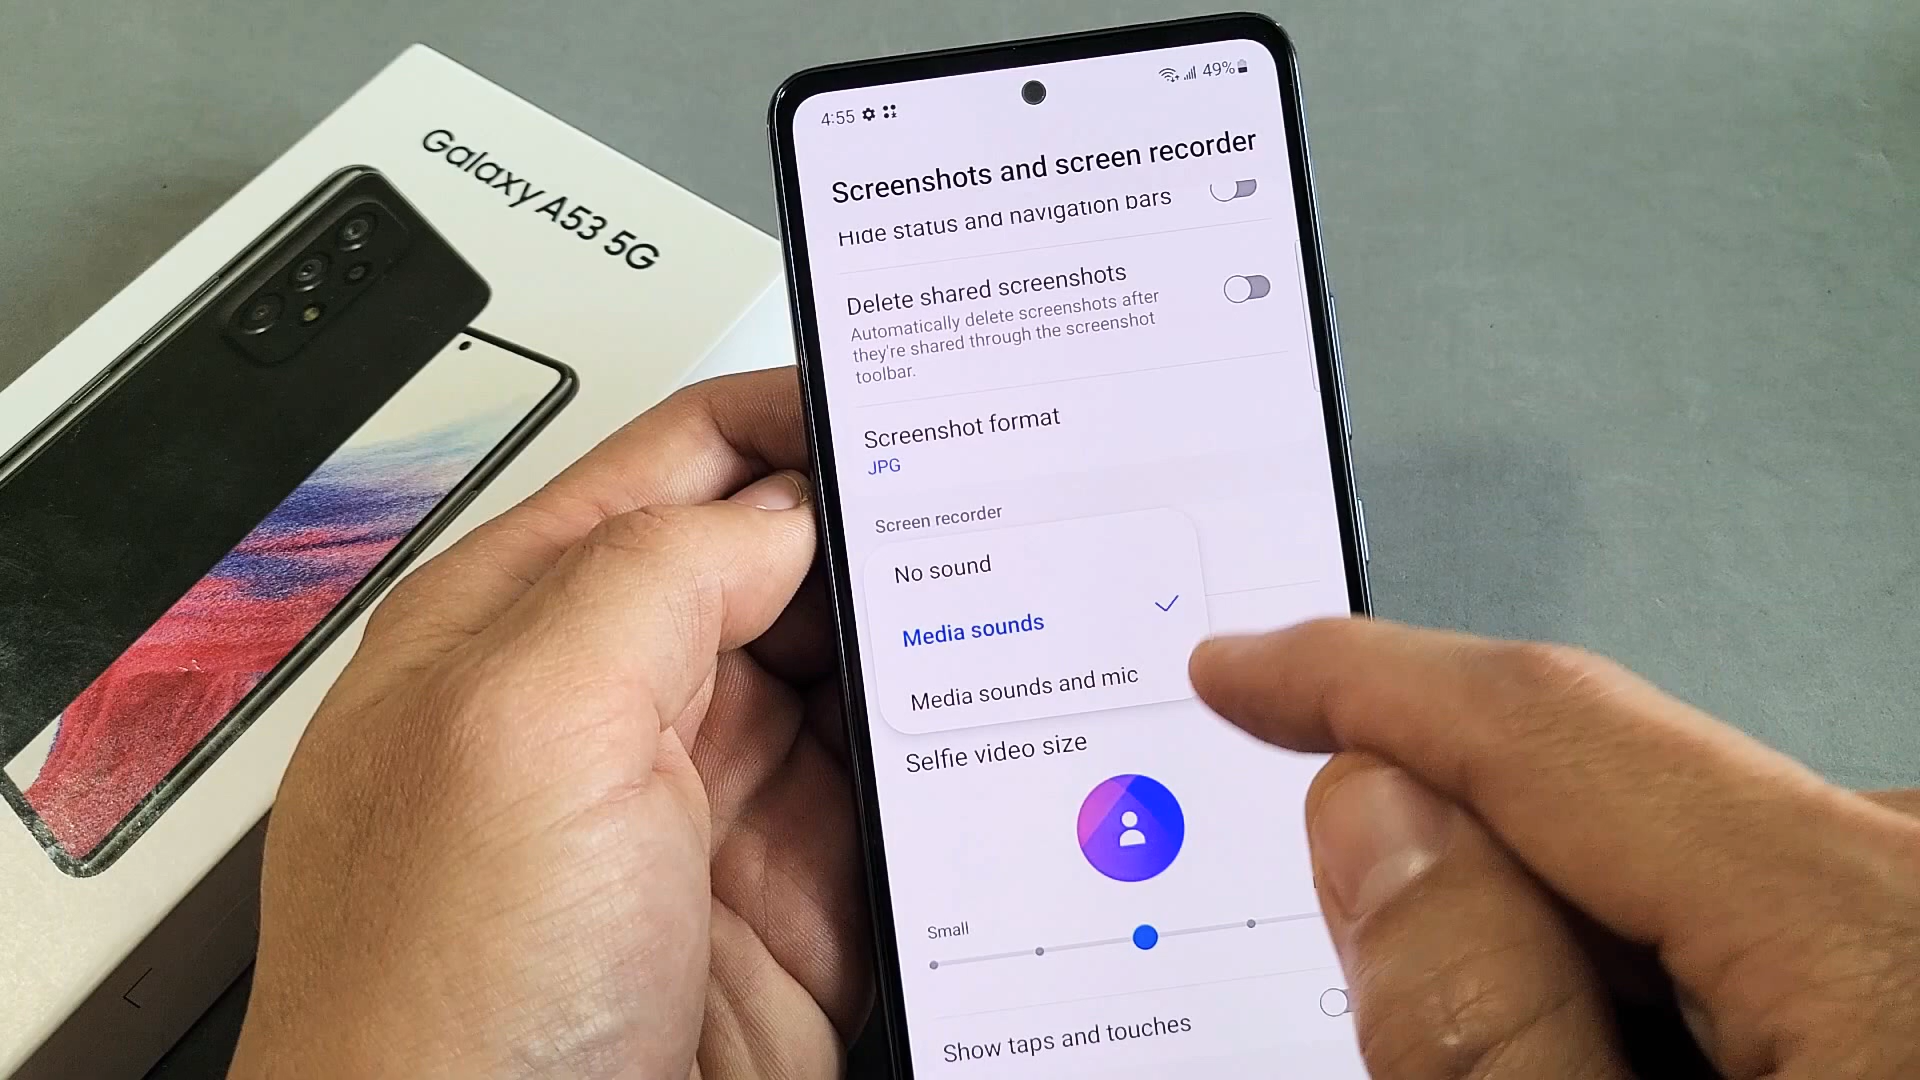 Galaxy A53 5G
4:55
49%
Screenshots and screen recorder
Hide status and navigation bars
Delete shared screenshots
Automatically delete screenshots after
they're shared through the screenshot
toolbar.
Screenshot format
JPG
Screen recorder
No sound
Media sounds
Media sounds and mic
Selfie video size
Small
Show taps and touches